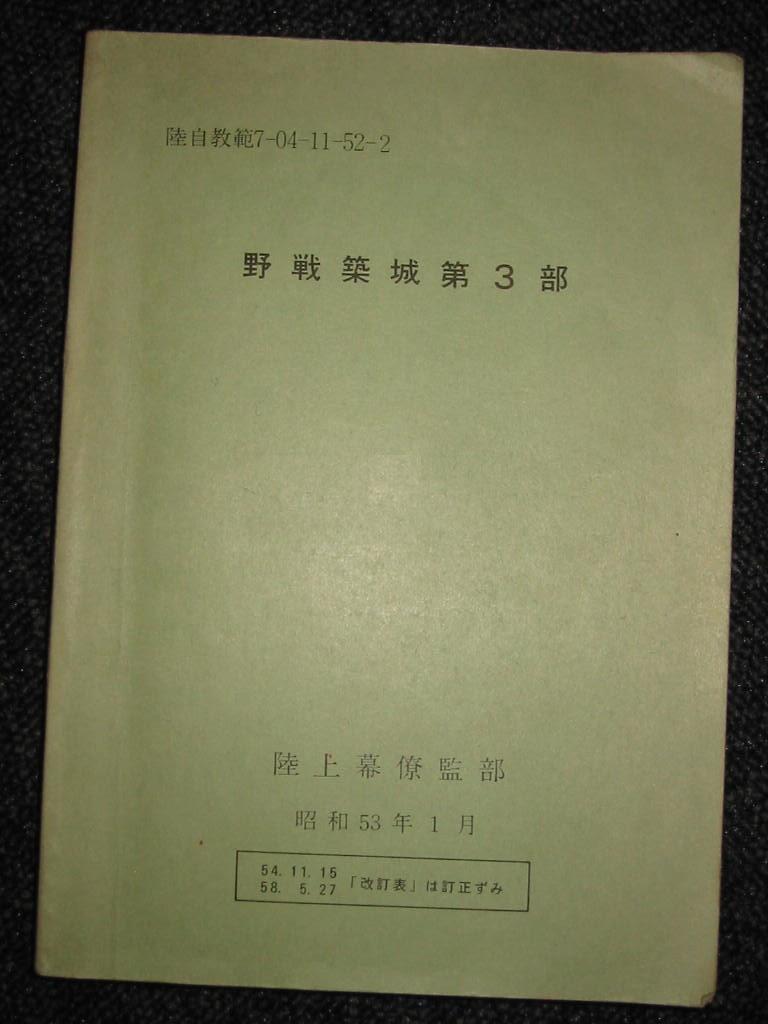 陸自教範7-04-11-52-2
野戦築城第3部
陸上幕僚監部
昭和53年1月
54. 11. 15
58. 5. 27 「改訂表」は訂正ずみ